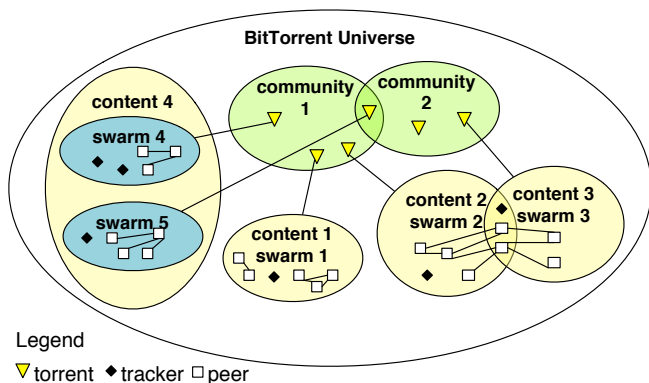 BitTorrent Universe
content 4
community
1
community
2
swarm 4
swarm 5
content 1
swarm 1
content 2
swarm 2
content 3
swarm 3
Legend
torrent tracker peer